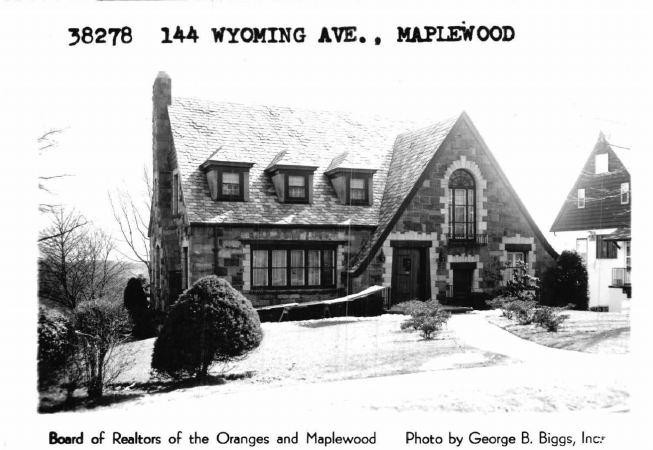 38278 144 WYOMING AVE., MAPLEWOOD
Board of Realtors of the Oranges and Maplewood Photo by George B. Biggs, Inc.